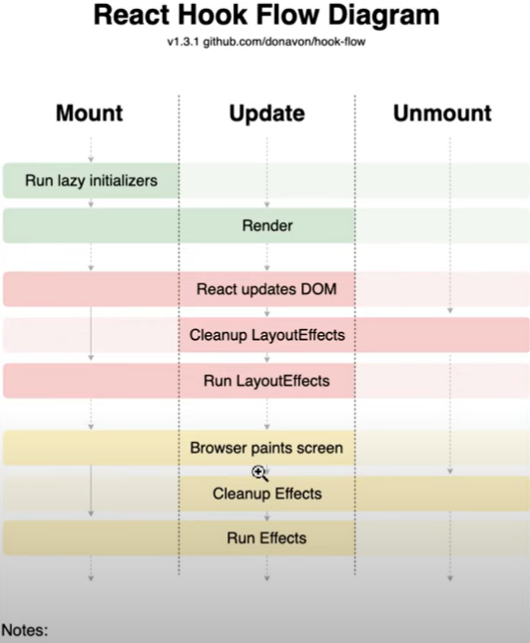 React Hook Flow Diagram
v1.3.1 github.com/donavon/hook-flow
Mount Update Unmount
Run lazy initializers
Render
React updates DOM
Cleanup LayoutEffects
Run LayoutEffects
Browser paints screen
Cleanup Effects
Run Effects
Notes: